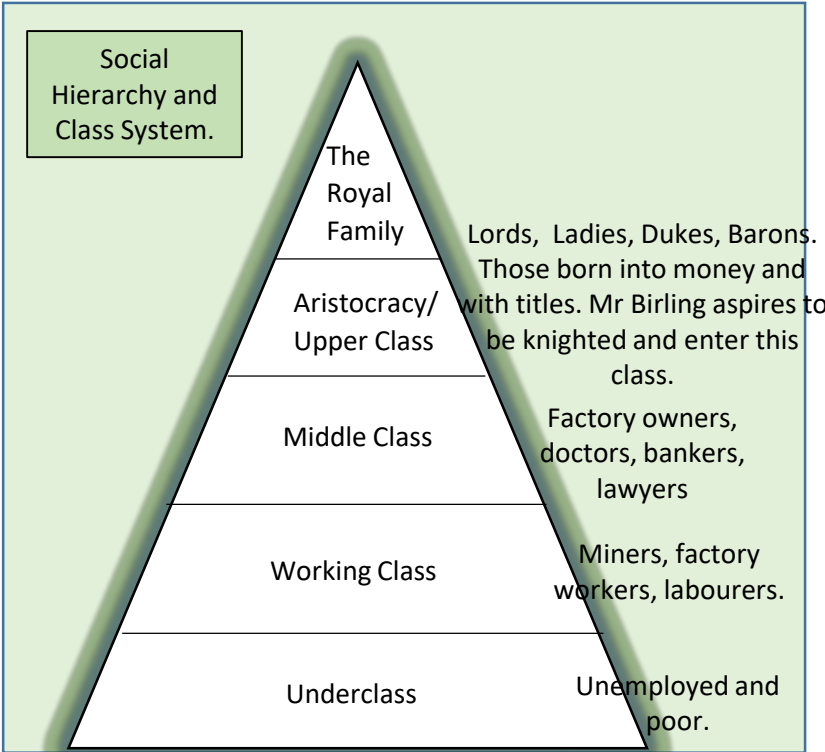 Social
Hierarchy and
Class System.
The
Royal
Family
Lords, Ladies, Dukes, Barons.
Those born into money and
with titles. Mr Birling aspires to
be knighted and enter this
class.
Aristocracy/
Upper Class
Middle Class
Factory owners,
doctors, bankers,
lawyers
Working Class
Miners, factory
workers, labourers.
Underclass
Unemployed and
poor.